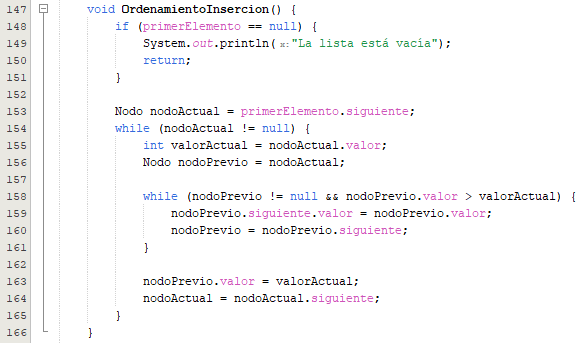 147 void OrdenamientoInsercion() {
148 if (primerElemento == null) {
149 System.out.println( x:"La lista está vacía");
150 return;
151 }
152
153 Nodo nodoActual = primerElemento.siguiente;
154 while (nodoActual != null) {
155 int valorActual = nodoActual.valor;
156 Nodo nodoPrevio = nodoActual;
157
158 while (nodoPrevio != null && nodoPrevio.valor > valorActual) {
159 nodoPrevio.siguiente.valor = nodoPrevio.valor;
160 nodoPrevio = nodoPrevio.siguiente;
161 }
162
163 nodoPrevio.valor = valorActual;
164 nodoActual = nodoActual.siguiente;
165 }
166 }